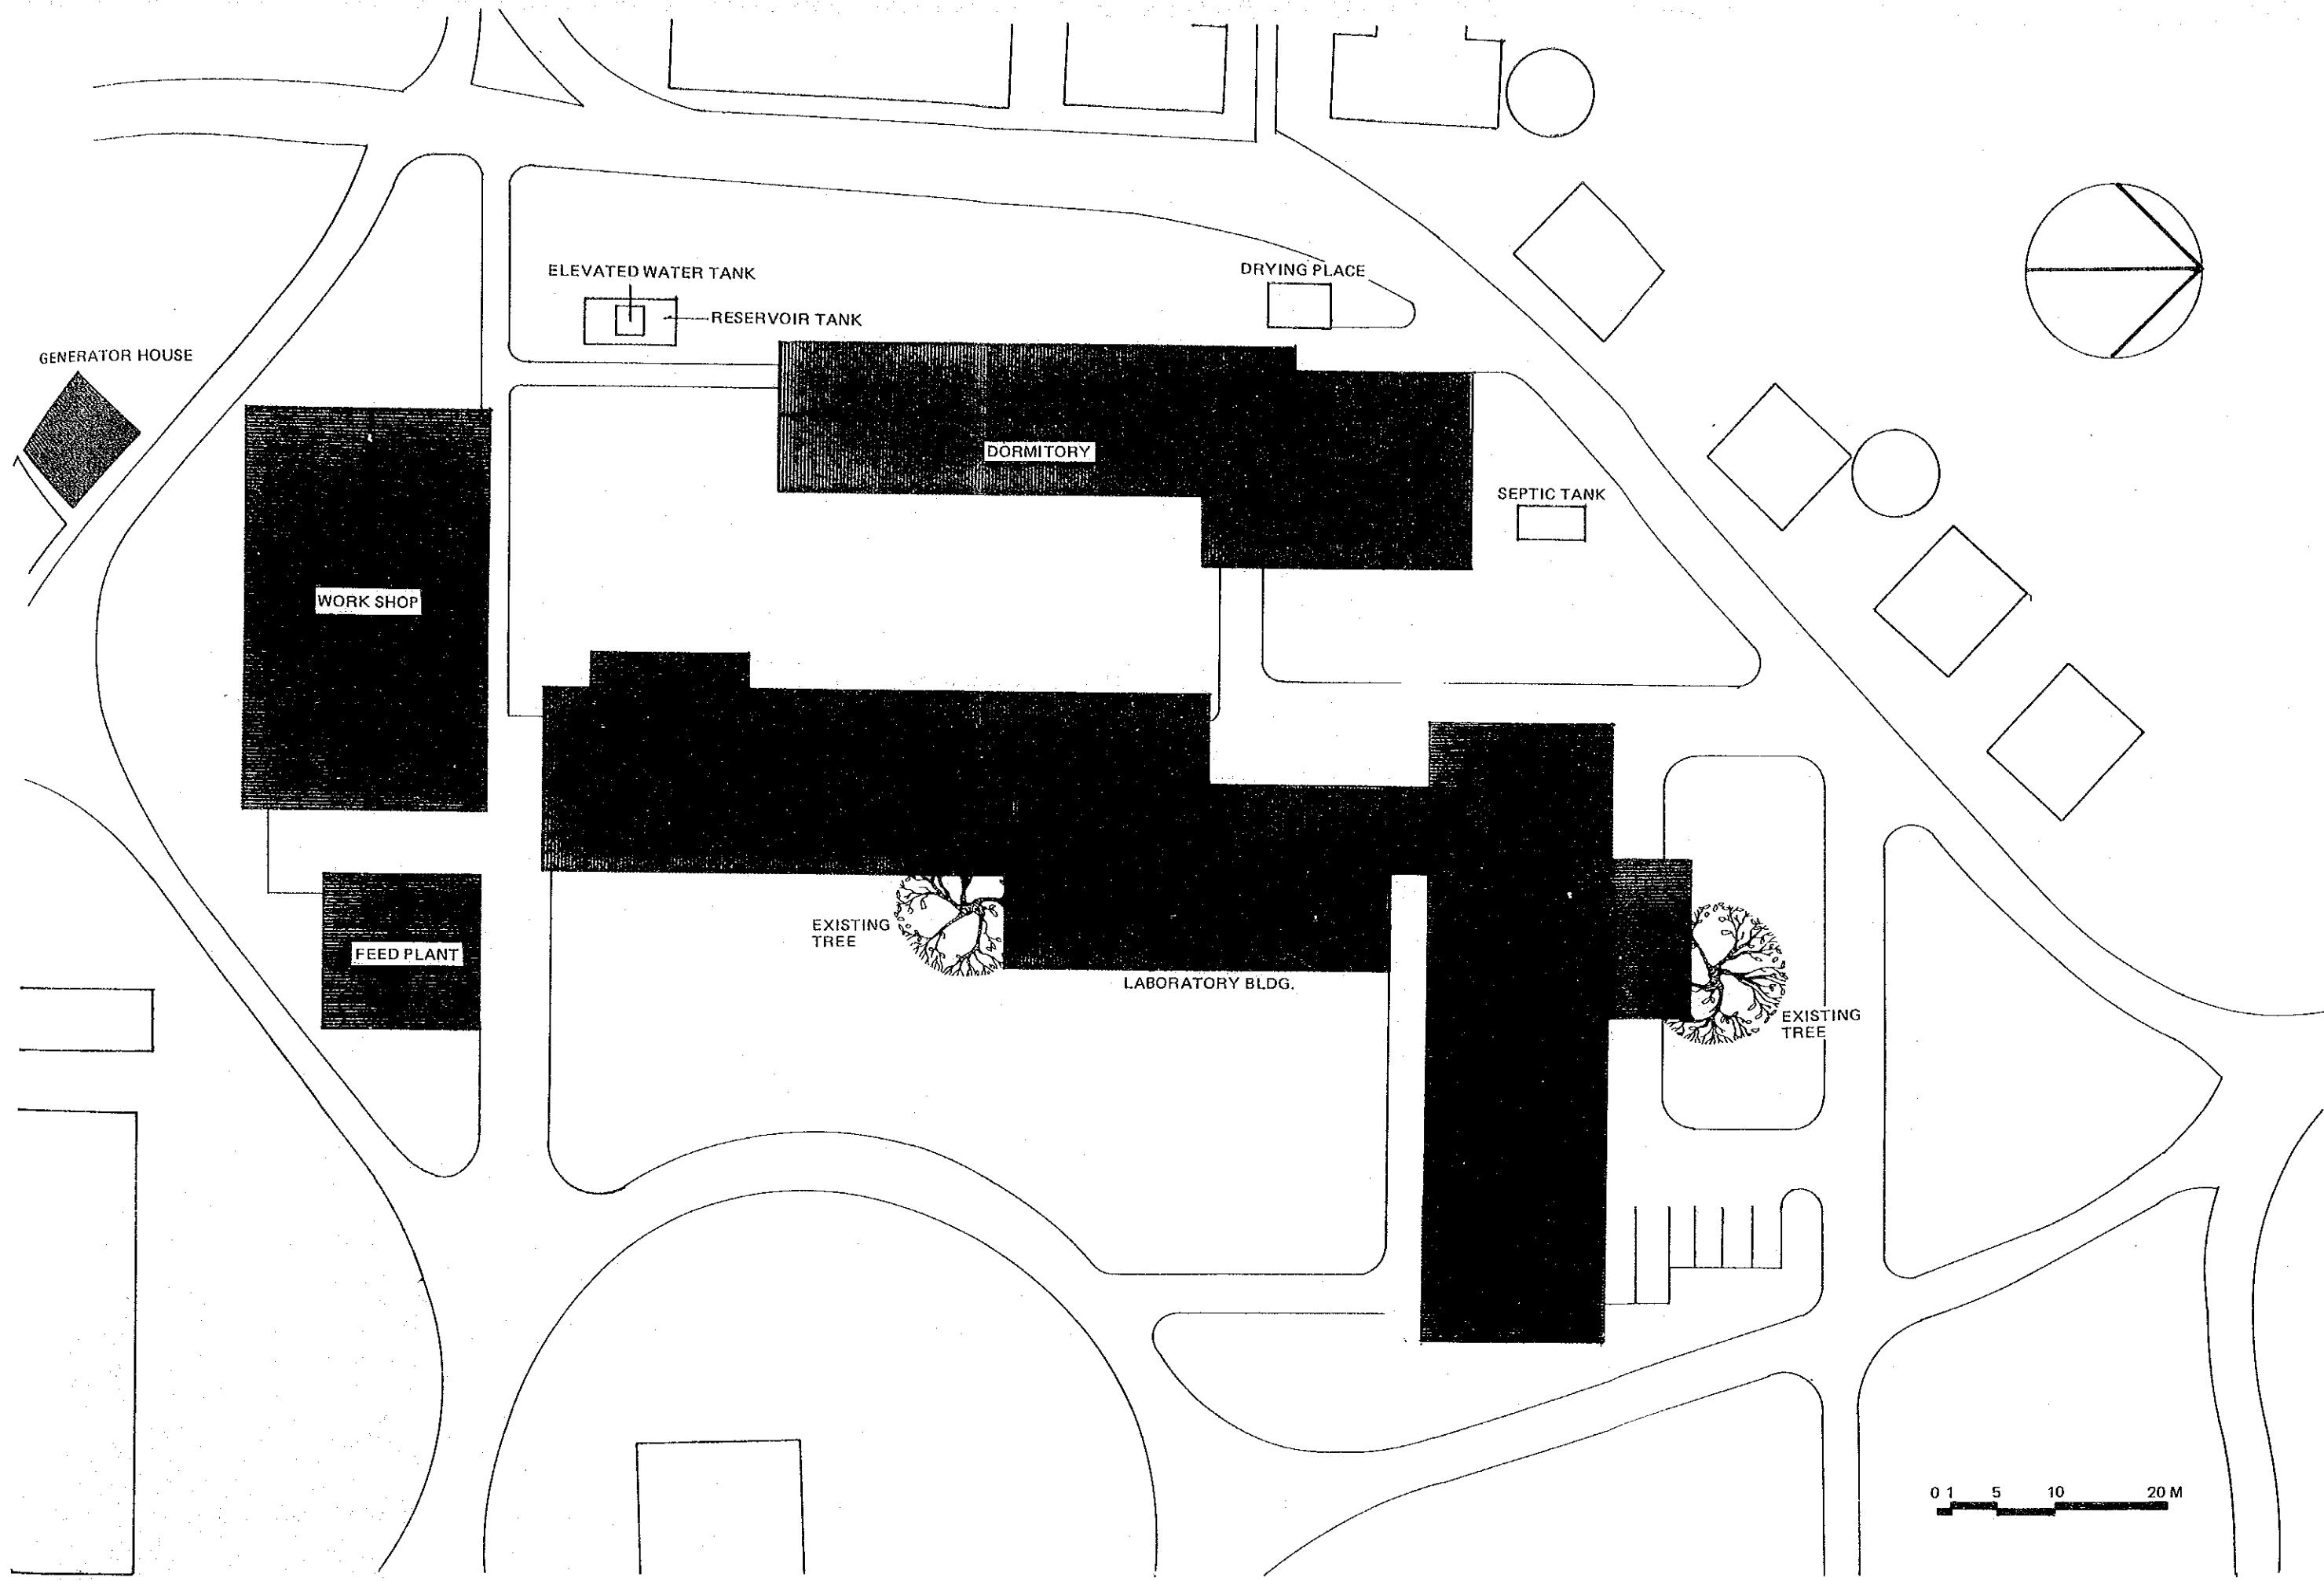 ELEVATED WATER TANK
DRYING PLACE
RESERVOIR TANK
GENERATOR HOUSE
DORMITORY
SEPTIC TANK
WORK SHOP
EXISTING
TREE
FEED PLANT
LABORATORY BLDG.
EXISTING
TREE
0 1 5 10 20 M